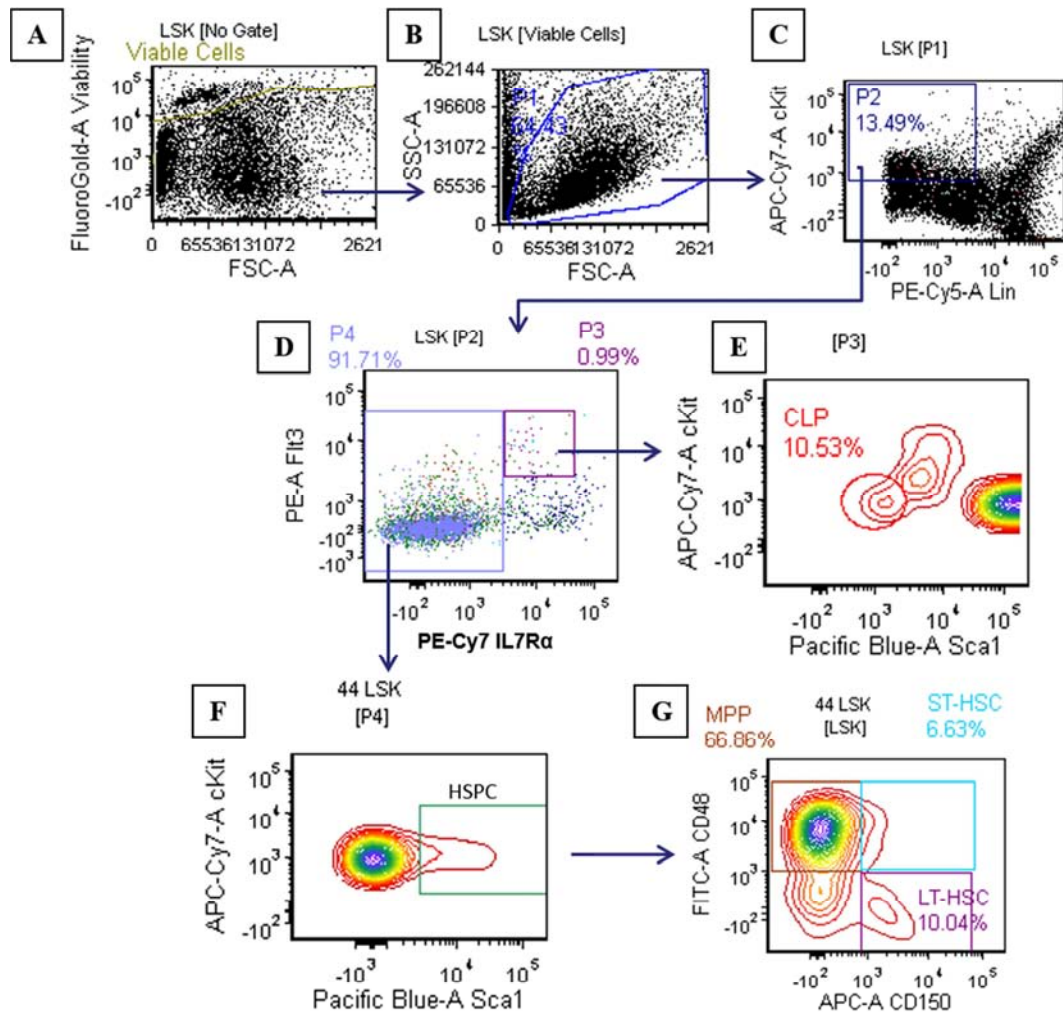 A
LSK [No Gate]
Viable Cells
FluoroGold-A Viability
10^5
10^4
10^3
-10^2
0
65536131072
2621
FSC-A
B
LSK [Viable Cells]
262144
196608
131072
65536
0
SSC-A
P1
64.43
0
65536131072
2621
FSC-A
C
LSK [P1]
P2
13.49%
APC-Cy7-A cKit
10^5
10^4
10^3
-10^2
-10^2
10^3
10^4 10^5
PE-Cy5-A Lin
D
LSK [P2]
P4
91.71%
P3
0.99%
PE-A Flt3
10^5
10^4
10^3
-10^2
-10^3
-10^2
10^3
10^4
10^5
PE-Cy7 IL7Rα
E
[P3]
CLP
10.53%
APC-Cy7-A cKit
10^5
10^4
10^3
-10^2
-10^2
10^3
10^4
10^5
Pacific Blue-A Sca1
F
44 LSK
[P4]
HSPC
APC-Cy7-A cKit
10^5
10^4
10^3
-10^2
-10^3
10^4
10^5
Pacific Blue-A Sca1
G
44 LSK
[LSK]
MPP
66.86%
ST-HSC
6.63%
LT-HSC
10.04%
FITC-A CD48
10^5
10^4
10^3
-10^2
-10^2
10^3
10^4
10^5
APC-A CD150